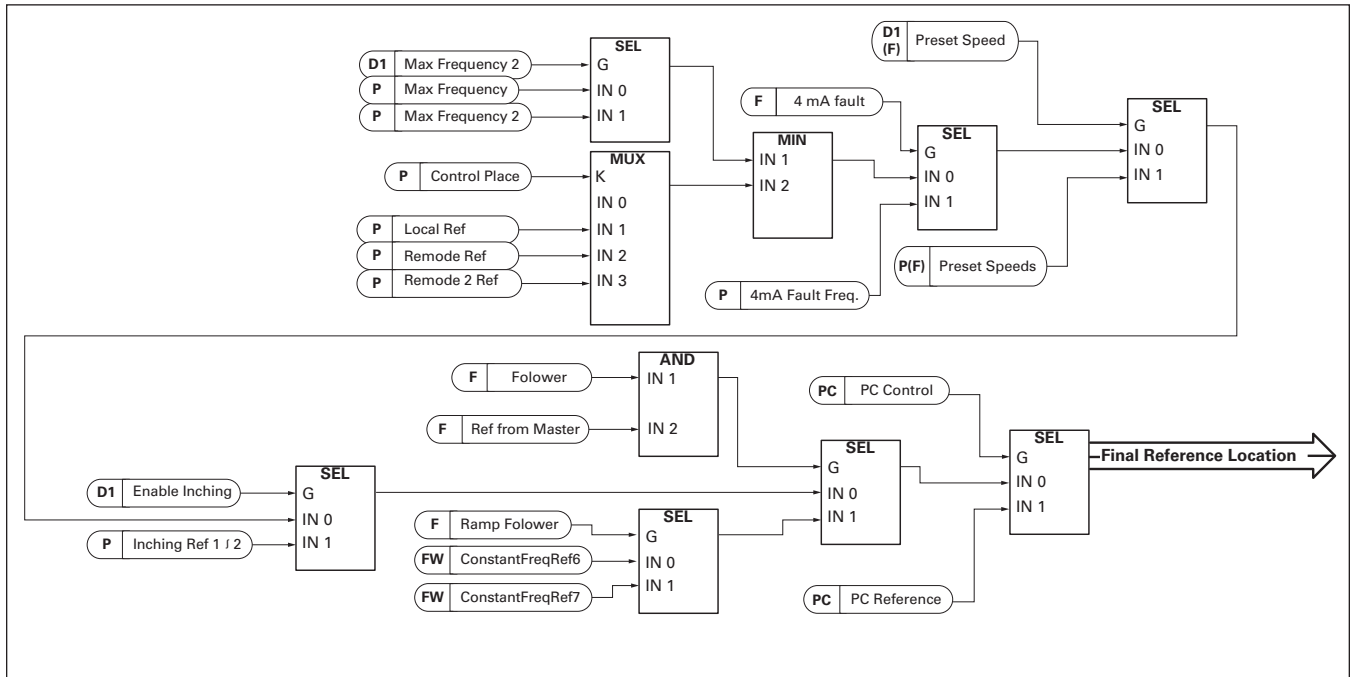 SEL
D1 Max Frequency 2
G
P Max Frequency
IN 0
P Max Frequency 2
IN 1
MUX
P Control Place
K
IN 0
P Local Ref
IN 1
P Remode Ref
IN 2
P Remode 2 Ref
IN 3
MIN
IN 1
IN 2
F 4 mA fault
SEL
G
IN 0
IN 1
P 4mA Fault Freq.
D1 (F) Preset Speed
SEL
G
IN 0
IN 1
P(F) Preset Speeds
AND
F Folower
IN 1
F Ref from Master
IN 2
SEL
D1 Enable Inching
G
IN 0
P Inching Ref 1 ſ 2
IN 1
SEL
F Ramp Folower
G
FW ConstantFreqRef6
IN 0
FW ConstantFreqRef7
IN 1
SEL
G
IN 0
IN 1
PC PC Control
SEL
G
IN 0
IN 1
PC PC Reference
Final Reference Location